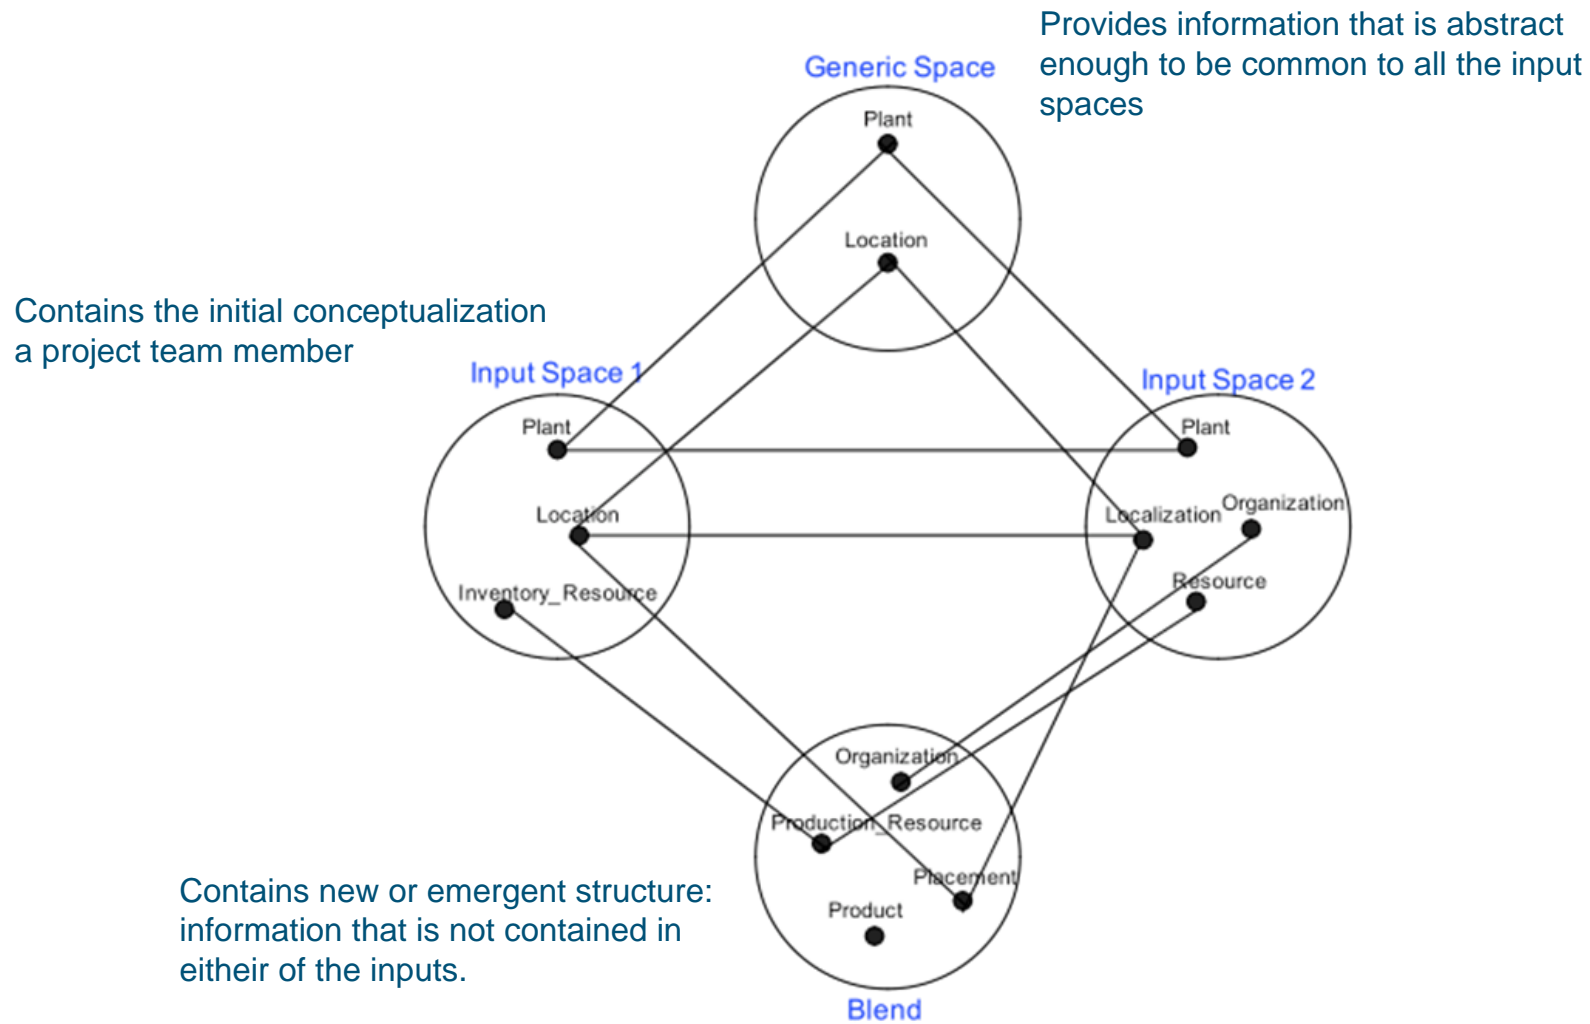 Provides information that is abstract
enough to be common to all the input
spaces
Generic Space
Plant
Location
Contains the initial conceptualization
a project team member
Input Space 1
Plant
Location
Inventory_Resource
Input Space 2
Plant
Organization
Localization
Resource
Organization
Production_Resource
Placement
Product
Contains new or emergent structure:
information that is not contained in
eitheir of the inputs.
Blend